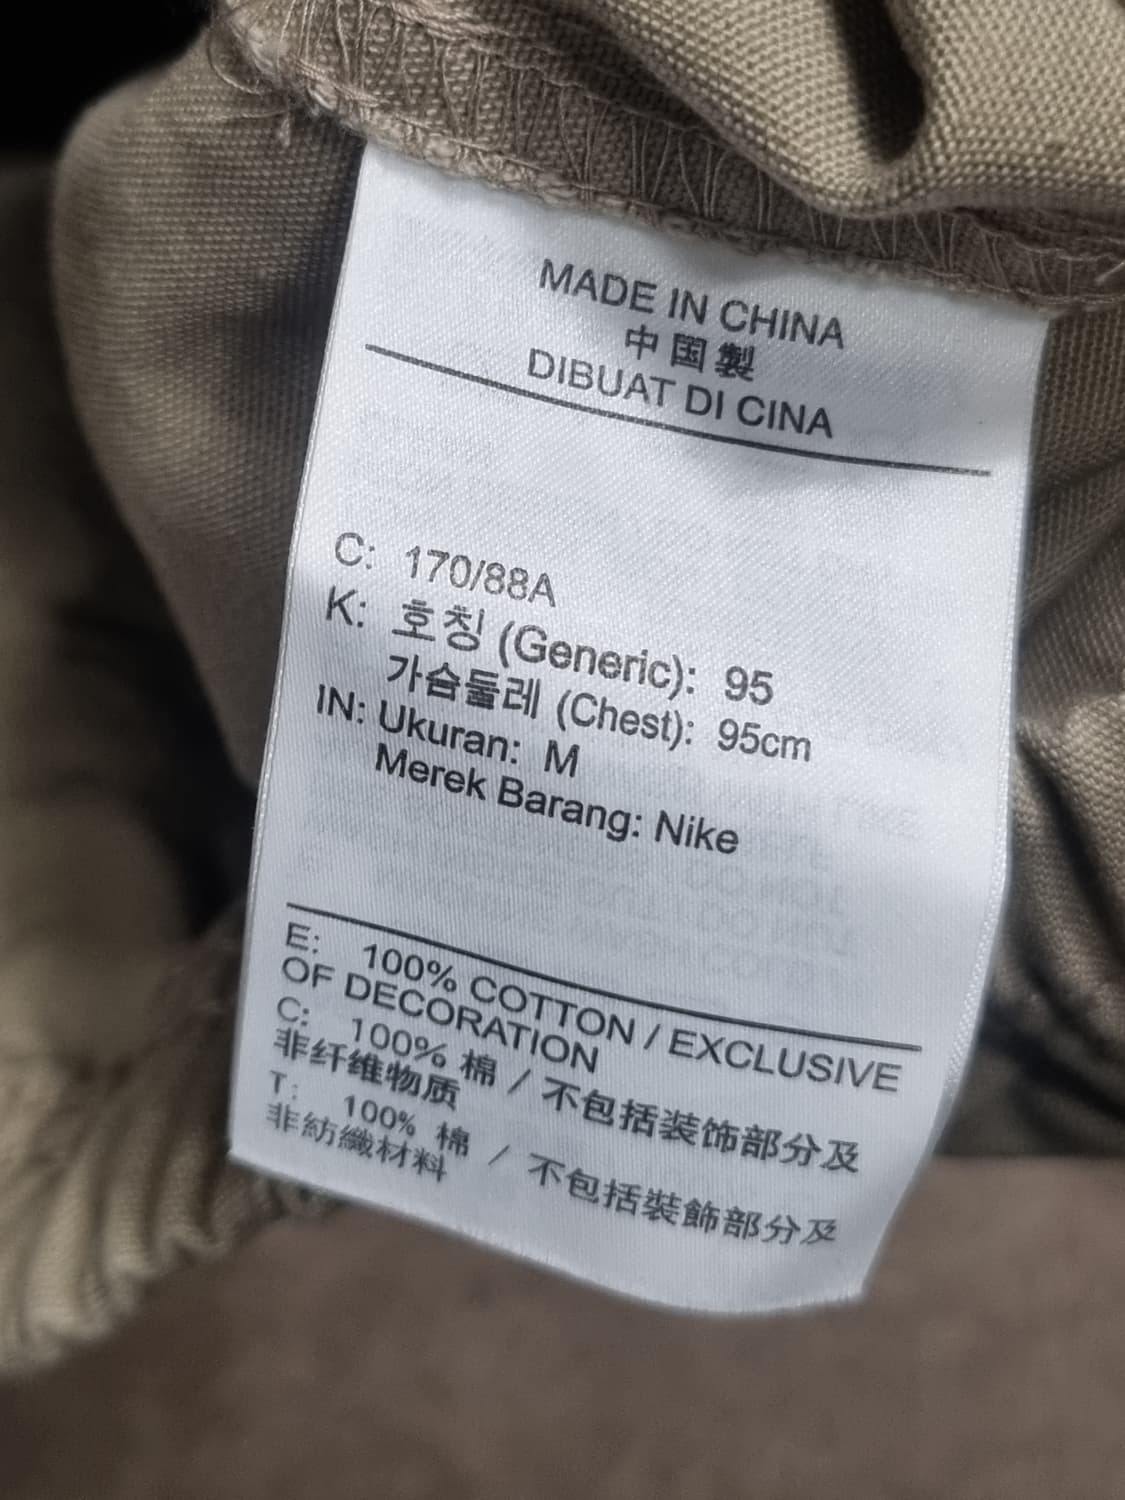 MADE IN CHINA
中国製
DIBUAT DI CINA
C: 170/88A
K: 호칭 (Generic): 95
가슴둘레 (Chest): 95cm
IN: Ukuran: M
Merek Barang: Nike
E: 100% COTTON / EXCLUSIVE
OF DECORATION
C: 100% 棉 / 不包括装饰部分及
非纤维物质
T: 100% 棉 / 不包括裝飾部分及
非紡織材料